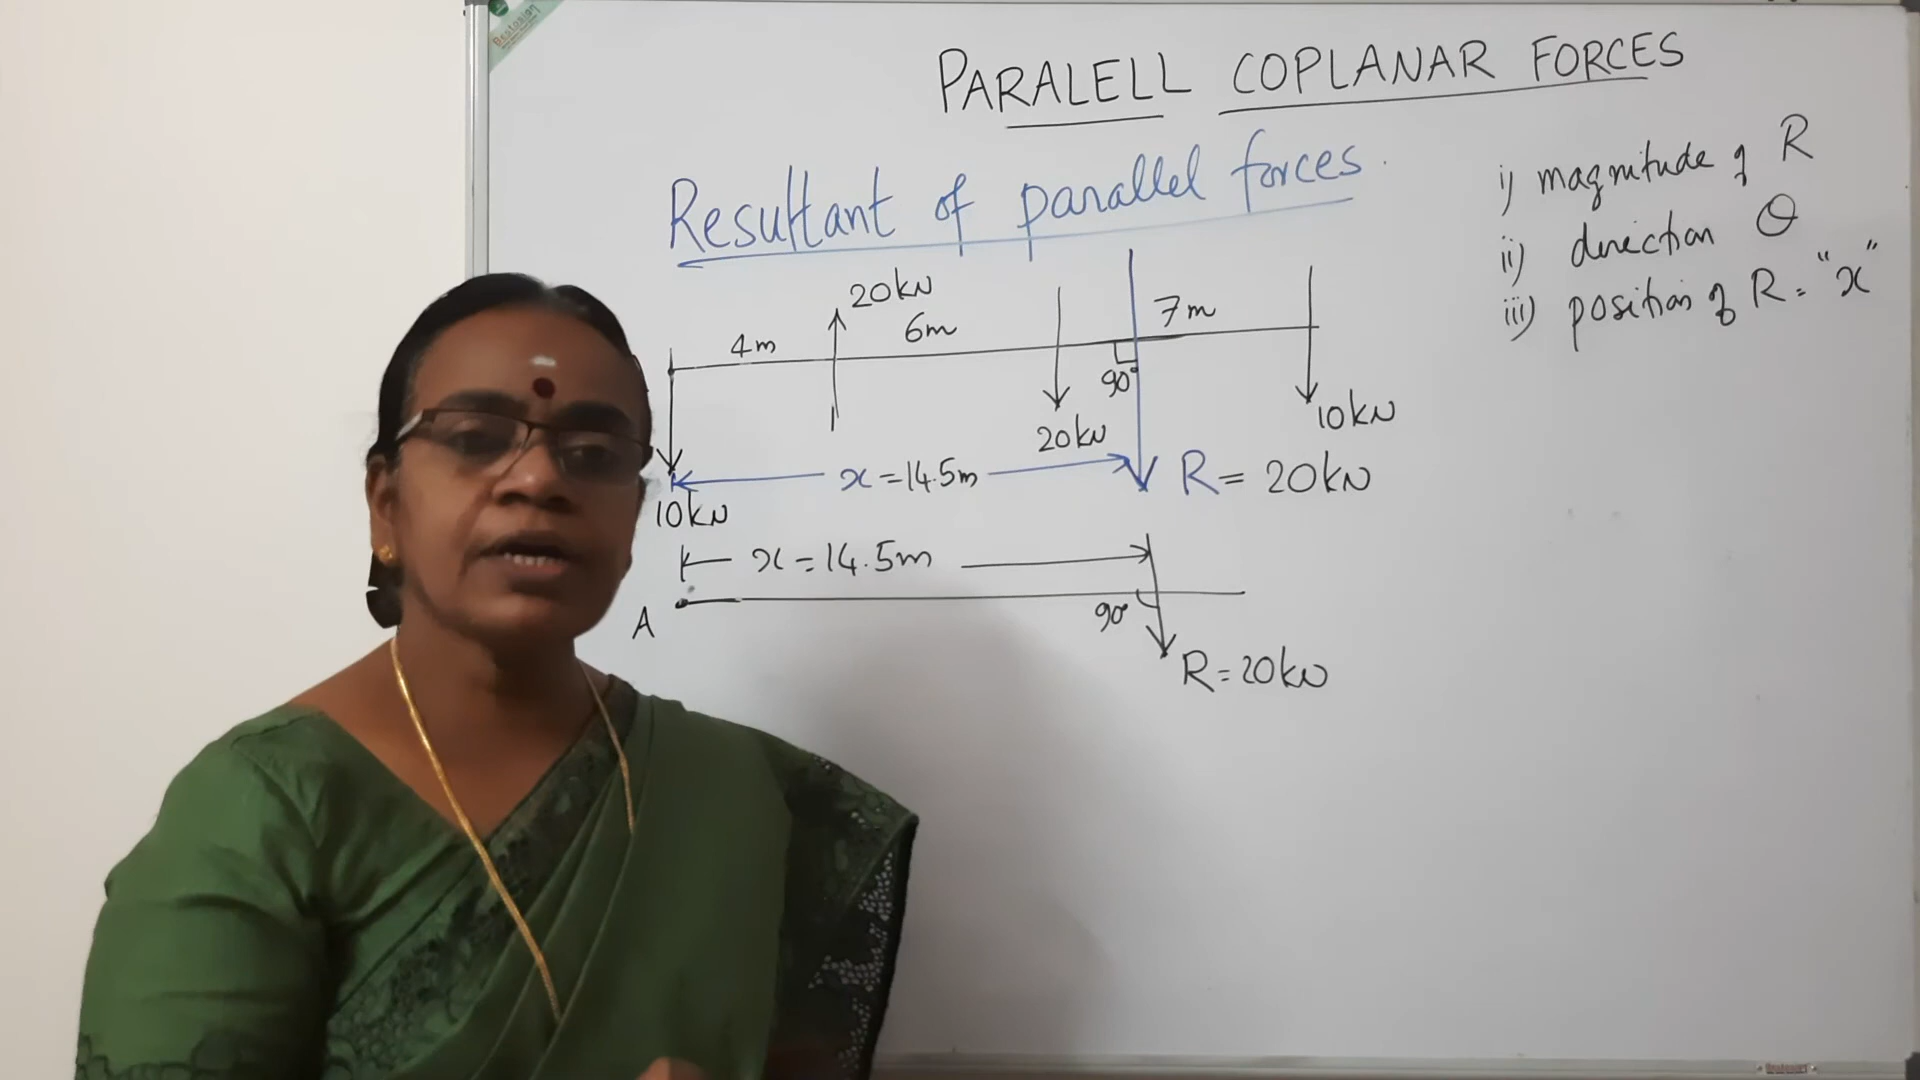 Bestosign
PARALELL COPLANAR FORCES
Resultant of parallel forces.
i) magnitude of R
ii) direction θ
iii) position of R = "x"
20kN
4m 6m 7m
90°
20kN
10kN
x = 14.5m
R = 20kN
10kN
x = 14.5m
A
90°
R = 20kN